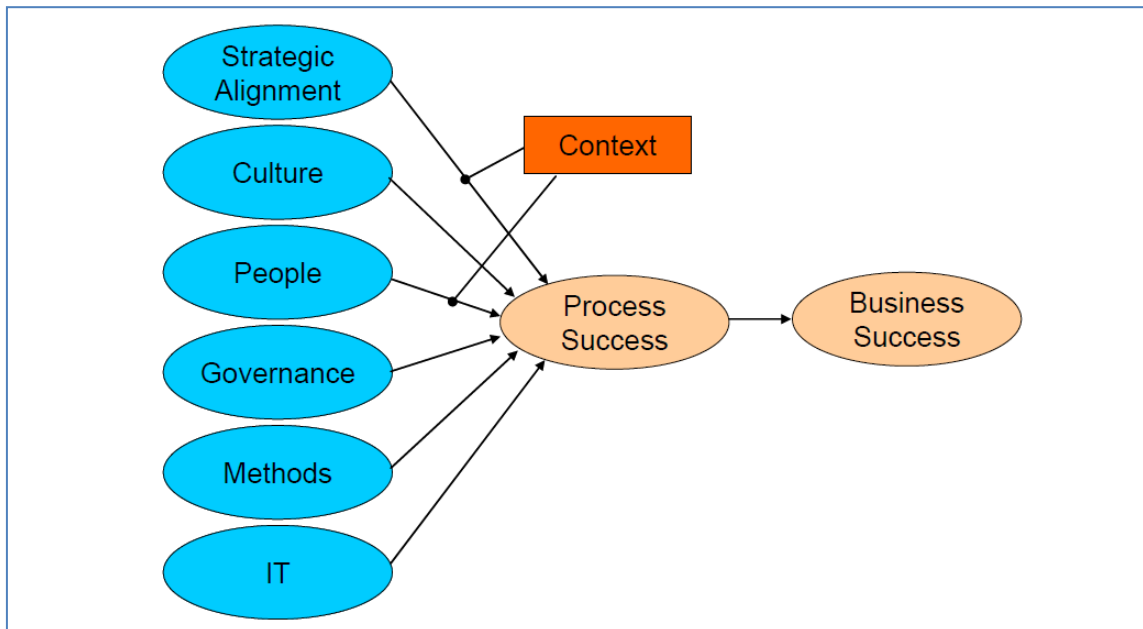 Strategic
Alignment
Culture
Context
People
Process
Success
Business
Success
Governance
Methods
IT